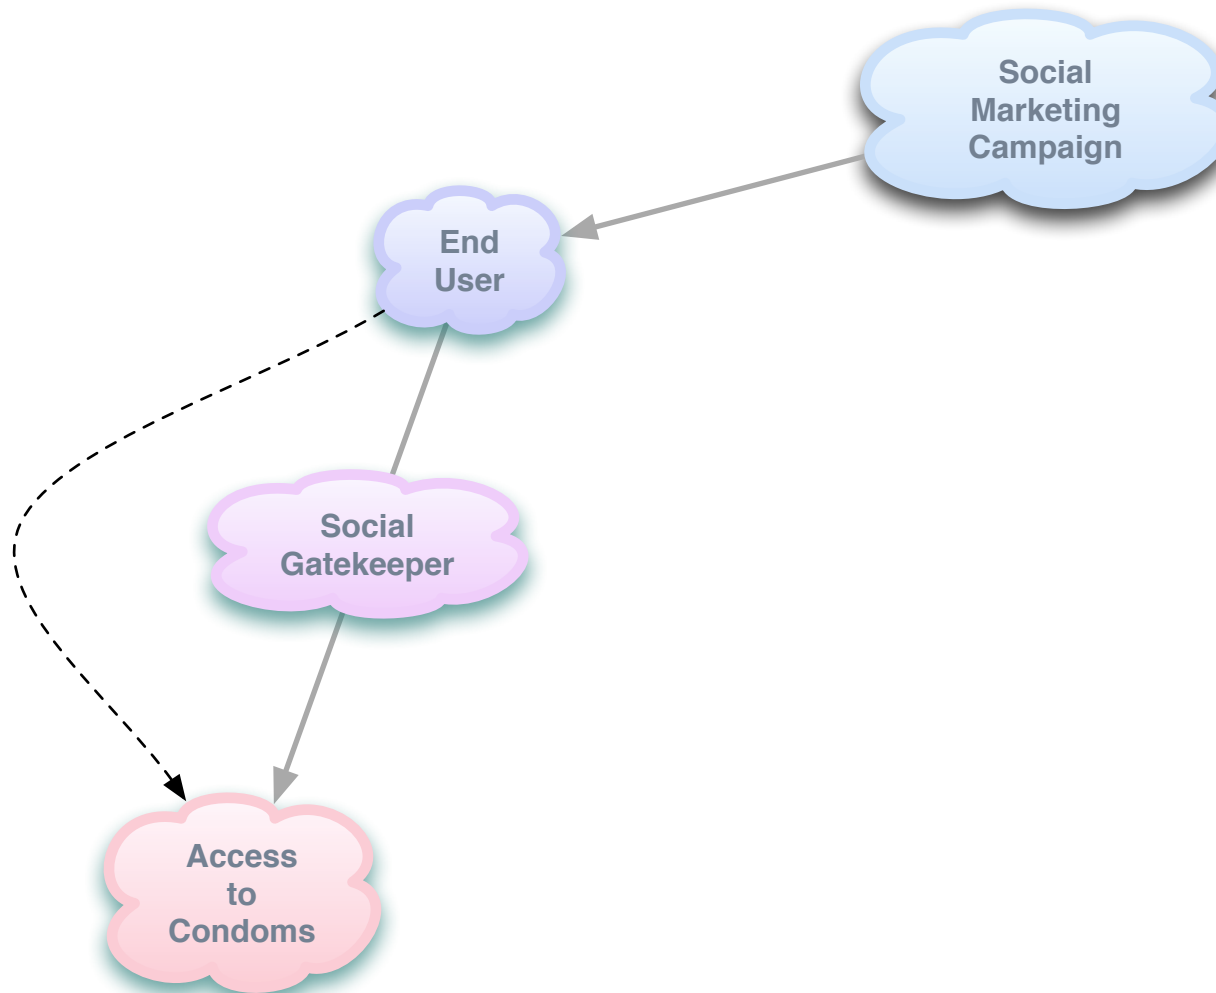 Social
Marketing
Campaign
End
User
Social
Gatekeeper
Access
to
Condoms